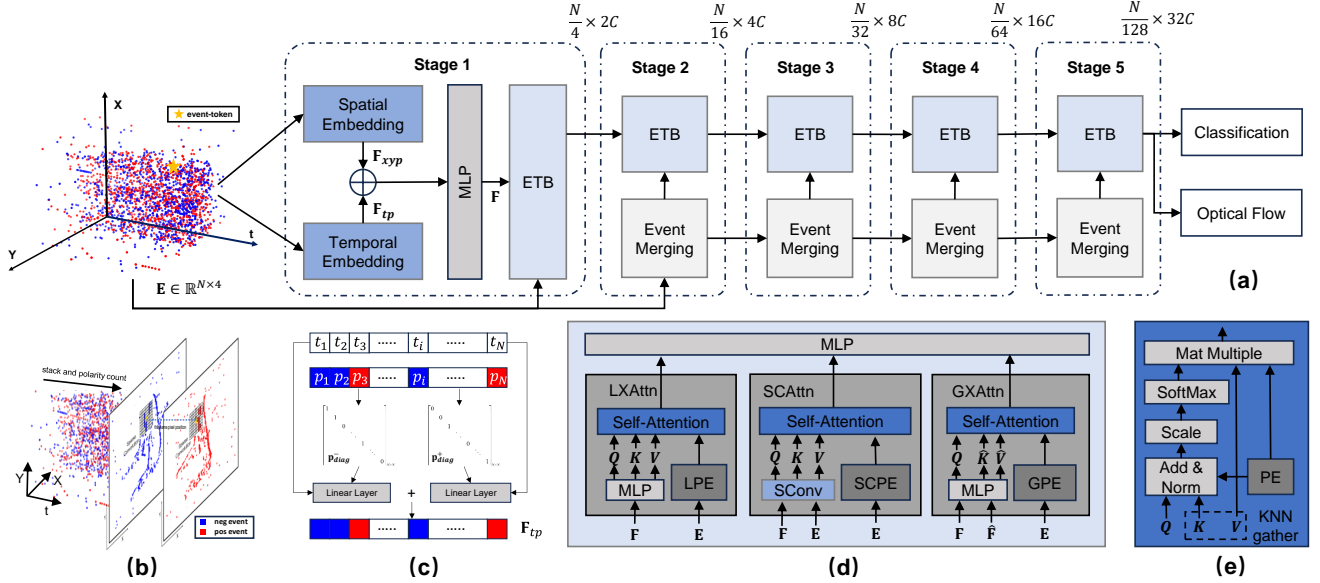 N/4 × 2C
N/16 × 4C
N/32 × 8C
N/64 × 16C
N/128 × 32C
Stage 1
Stage 2
Stage 3
Stage 4
Stage 5
X
event-token
Spatial
Embedding
F_xyp
MLP
F
ETB
ETB
ETB
ETB
ETB
Classification
F_tp
Temporal
Embedding
t
Y
Event
Merging
Event
Merging
Event
Merging
Event
Merging
Optical Flow
E ∈ ℝ^{N×4}
(a)
stack and polarity count
Y
X
t
neg event
pos event
(b)
t_1 t_2 t_3 ..... t_i ..... t_N
p_1 p_2 p_3 ..... p_i ..... p_N
p^-_diag
p^+_diag
Linear Layer
+
Linear Layer
..... .....
F_tp
(c)
MLP
LXAttn
Self-Attention
Q K V
MLP
LPE
F
E
SCAttn
Self-Attention
Q K V
SConv
SCPE
F
E
E
GXAttn
Self-Attention
Q K̂ V̂
MLP
GPE
F
F̂
E
(d)
Mat Multiple
SoftMax
Scale
Add &
Norm
PE
Q
K
V
KNN
gather
(e)